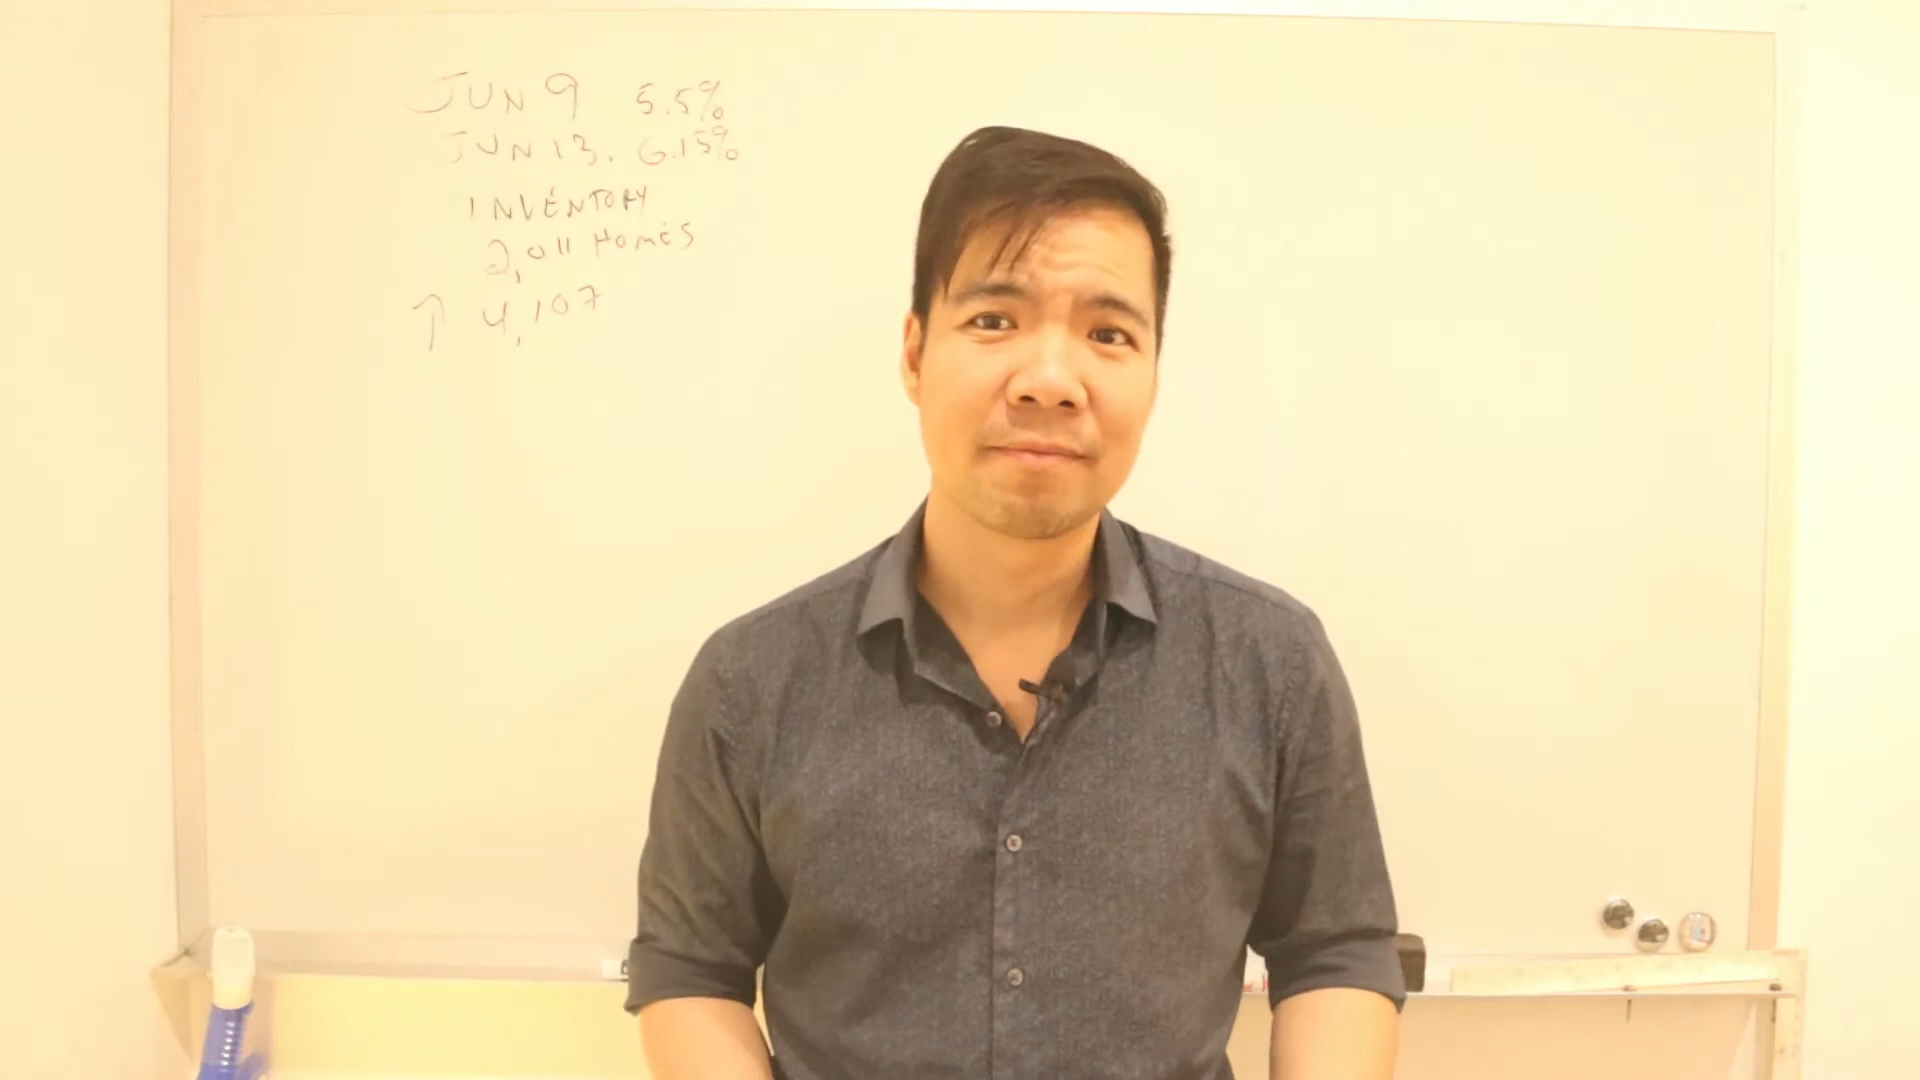 JUN 9 5.5%
JUN 13. 6.15%
INVENTORY
2,011 HOMES
↑ 4,107